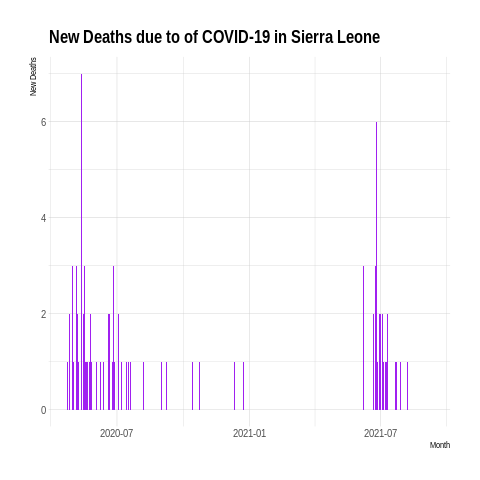 New Deaths due to of COVID-19 in Sierra Leone
New Deaths
6
4
2
0
2020-07
2021-01
2021-07
Month